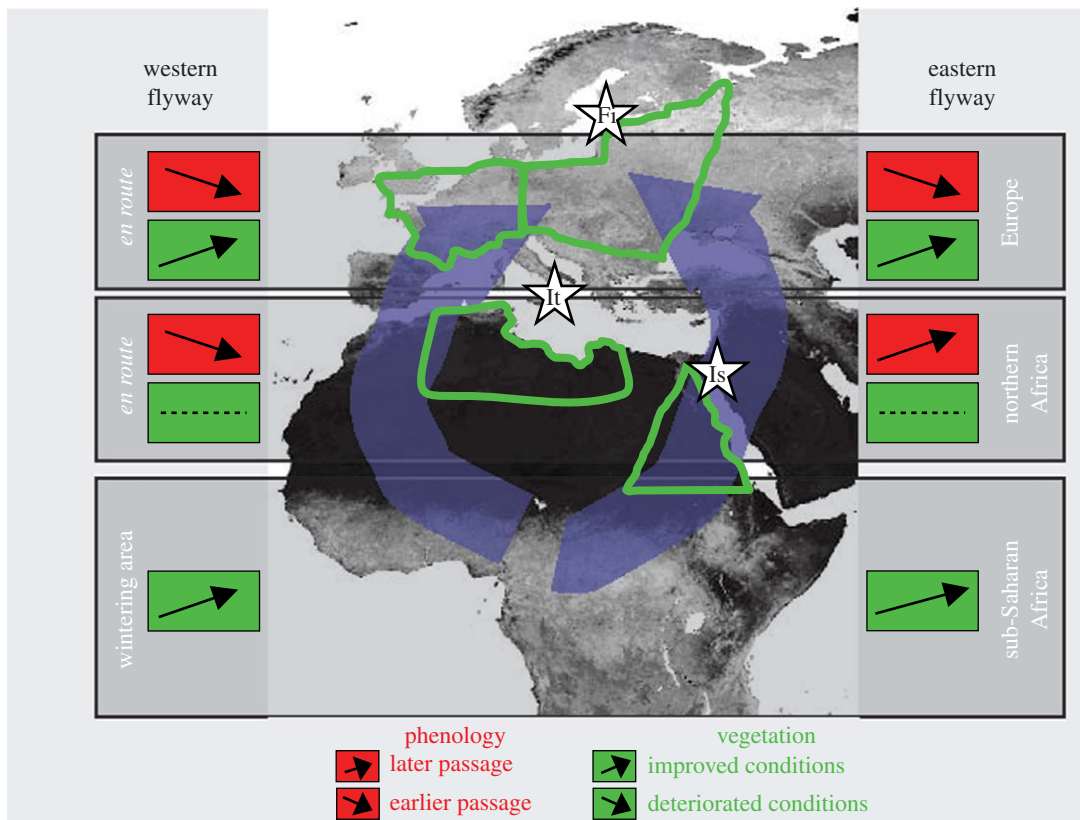 western
flyway
eastern
flyway
en route
Europe
en route
northern
Africa
wintering area
sub-Saharan
Africa
Fi
It
Is
phenology
later passage
earlier passage
vegetation
improved conditions
deteriorated conditions